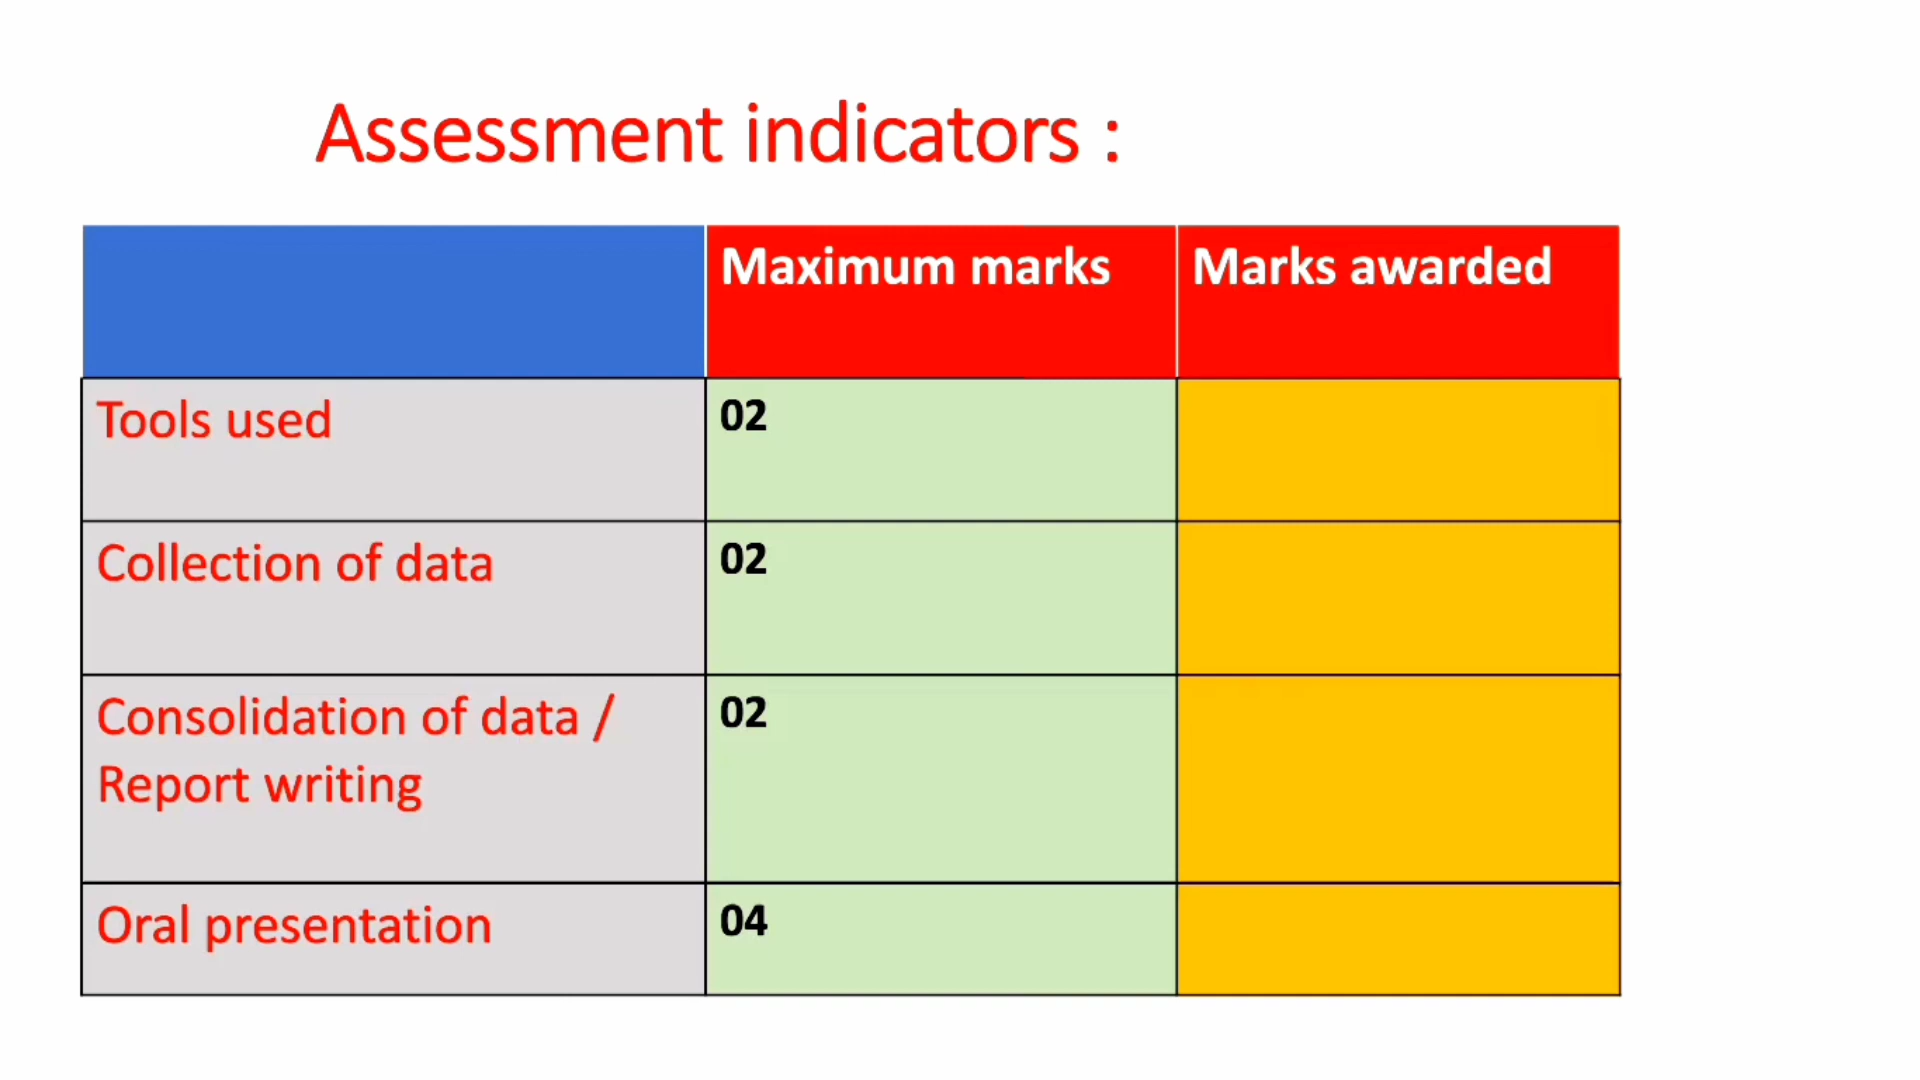 Assessment indicators :
Maximum marks
Marks awarded
Tools used
02
Collection of data
02
Consolidation of data /
Report writing
02
Oral presentation
04